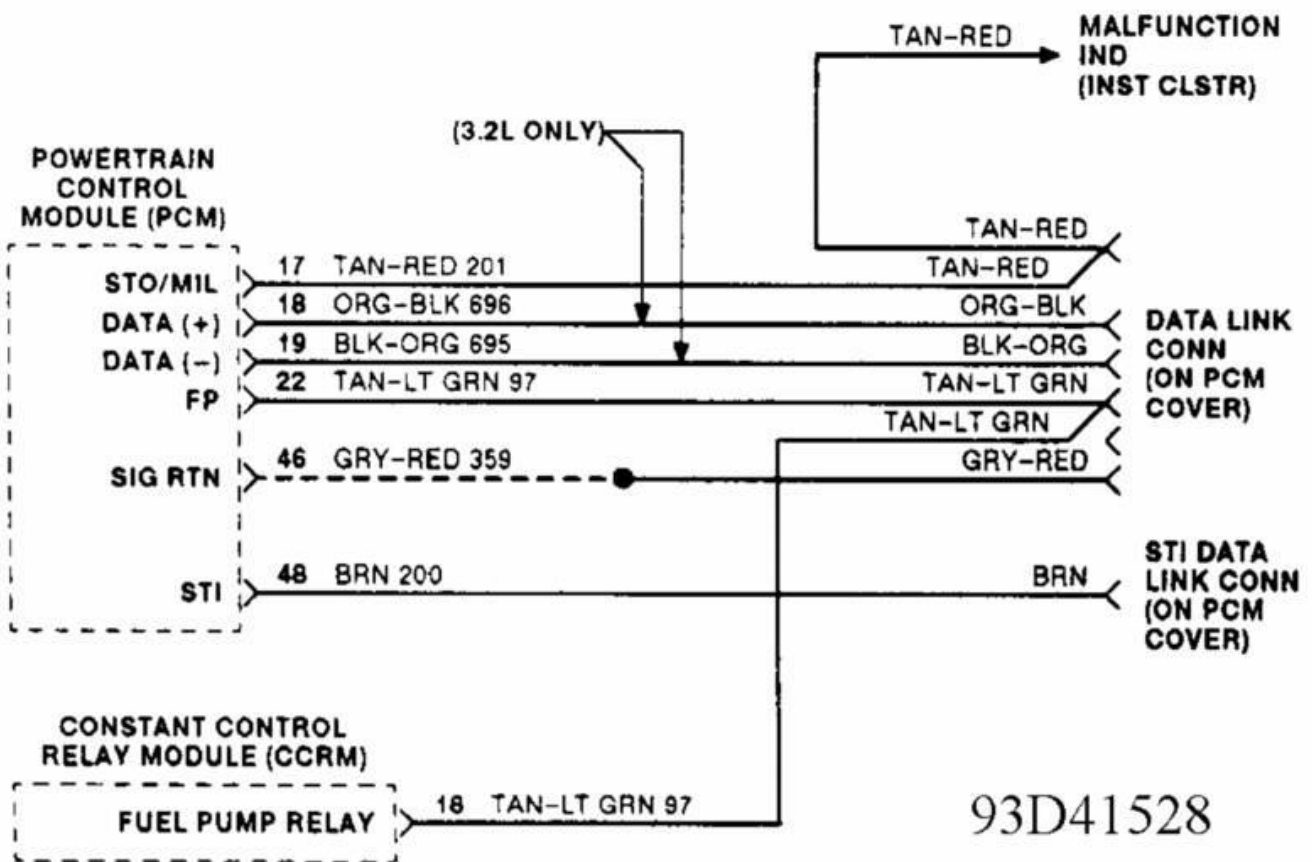 TAN-RED
MALFUNCTION
IND
(INST CLSTR)
(3.2L ONLY)
POWERTRAIN
CONTROL
MODULE (PCM)
TAN-RED
STO/MIL 17 TAN-RED 201 TAN-RED
DATA (+) 18 ORG-BLK 696 ORG-BLK
DATA (-) 19 BLK-ORG 695 BLK-ORG
FP 22 TAN-LT GRN 97 TAN-LT GRN
DATA LINK
CONN
(ON PCM
COVER)
TAN-LT GRN
SIG RTN 46 GRY-RED 359 GRY-RED
STI 48 BRN 200 BRN
STI DATA
LINK CONN
(ON PCM
COVER)
CONSTANT CONTROL
RELAY MODULE (CCRM)
FUEL PUMP RELAY 18 TAN-LT GRN 97
93D41528